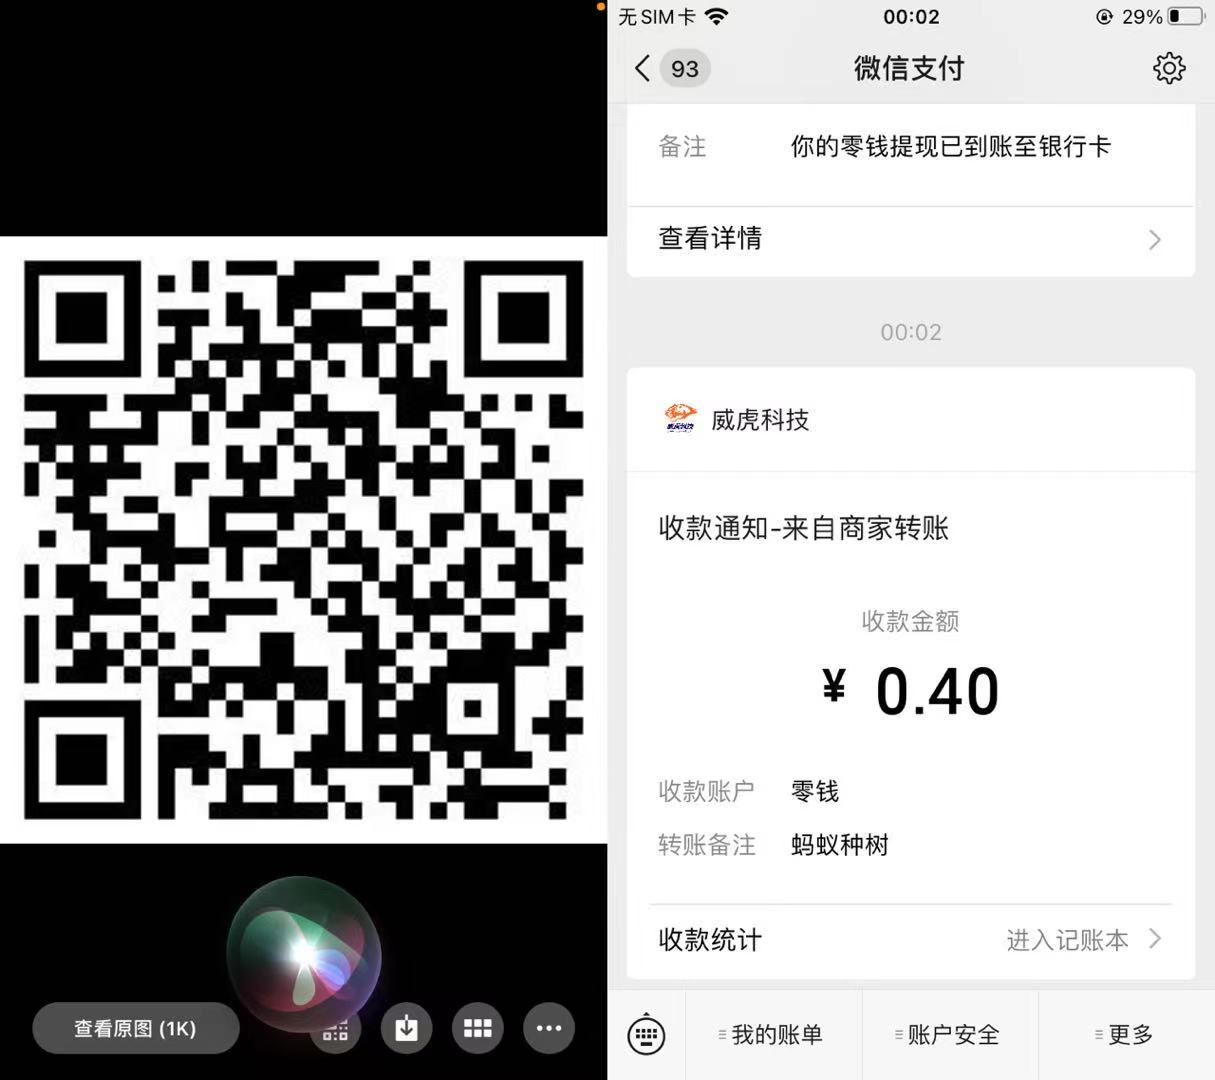 查看原图 (1K)
无SIM卡
00:02
29%
93
微信支付
备注
你的零钱提现已到账至银行卡
查看详情
00:02
威虎科技
收款通知-来自商家转账
收款金额
¥ 0.40
收款账户
零钱
转账备注
蚂蚁种树
收款统计
进入记账本
我的账单
账户安全
更多